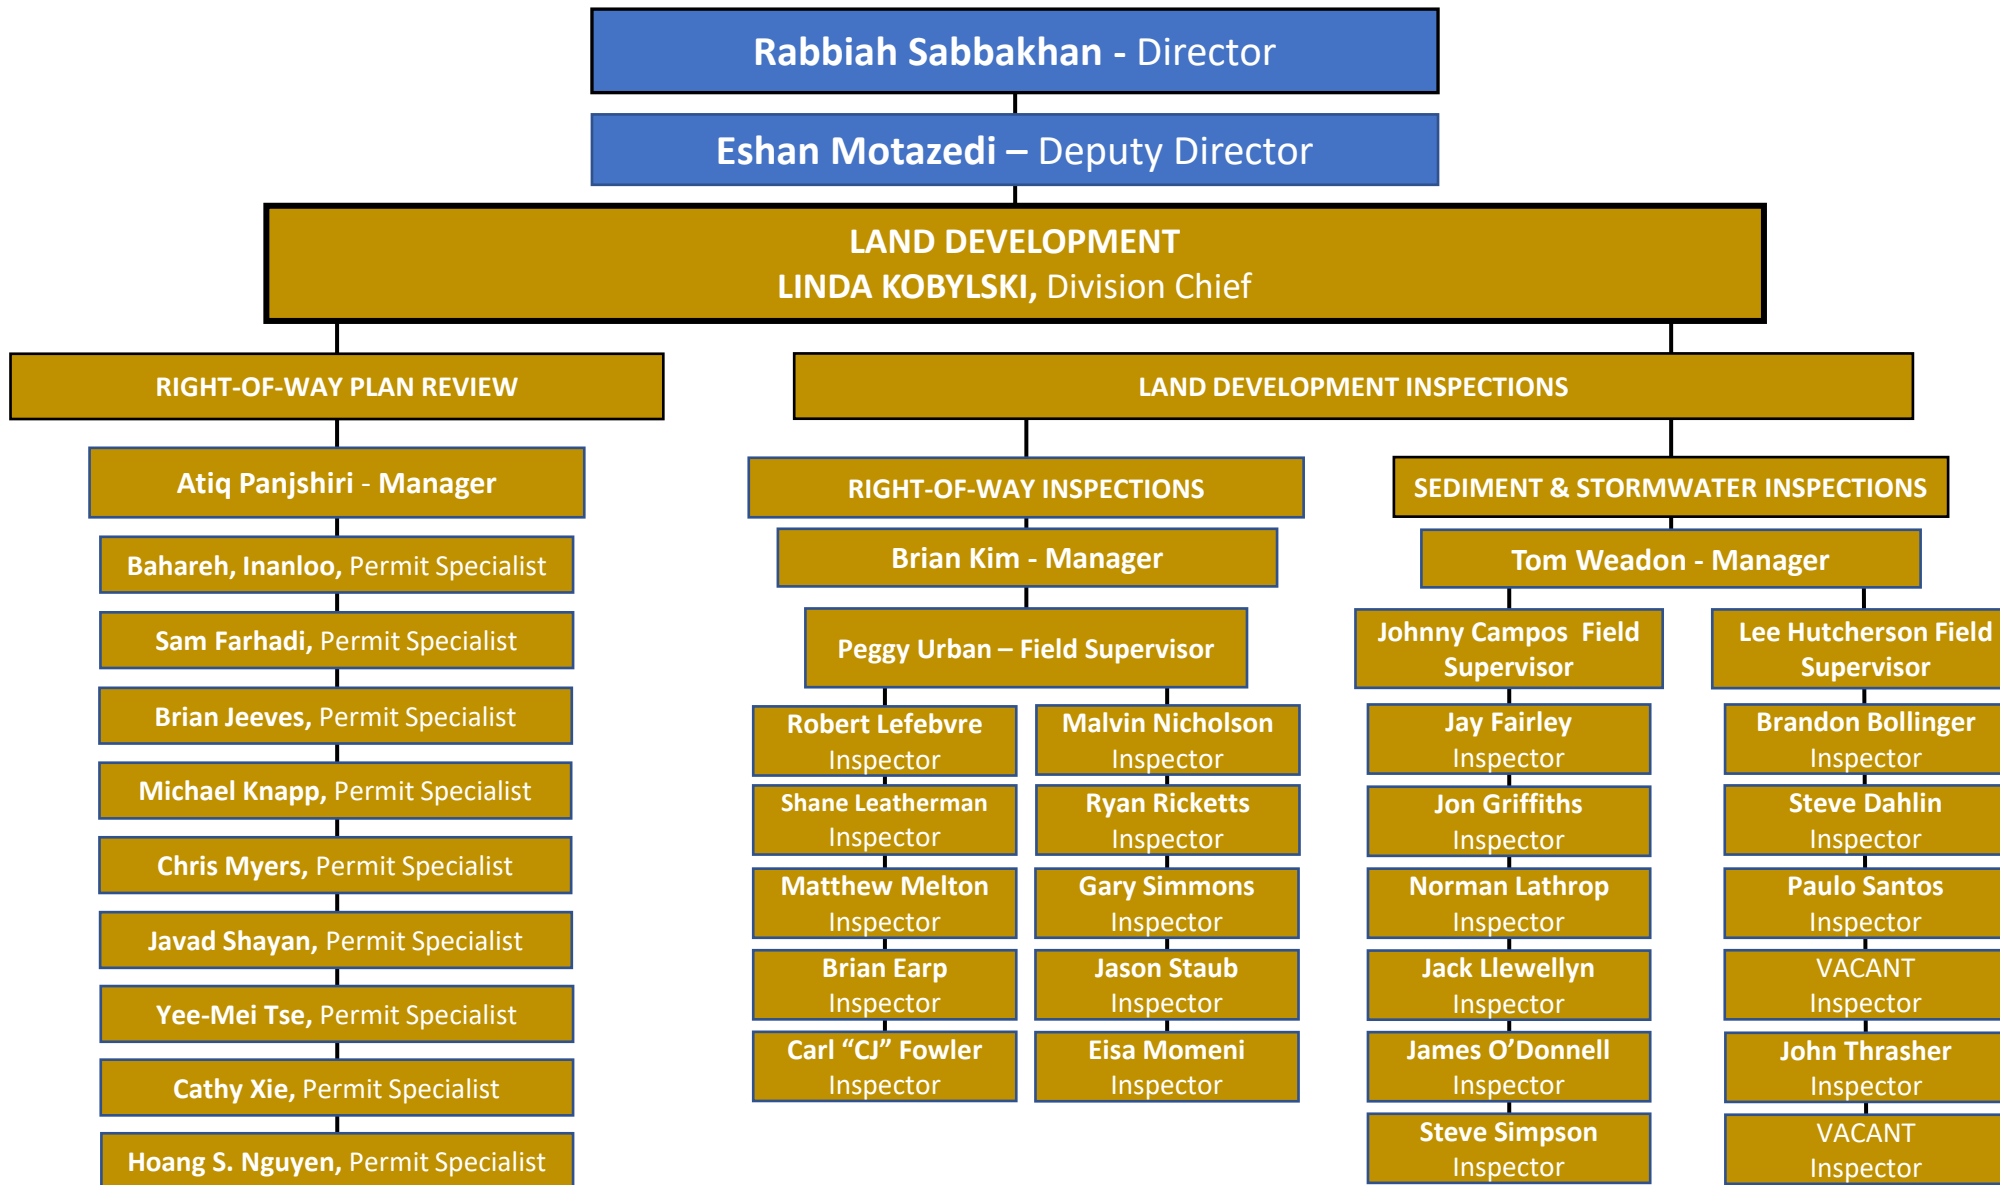 Rabbiah Sabbakhan - Director
Eshan Motazedi – Deputy Director
LAND DEVELOPMENT
LINDA KOBYLSKI, Division Chief
RIGHT-OF-WAY PLAN REVIEW
Atiq Panjshiri - Manager
Bahareh, Inanloo, Permit Specialist
Sam Farhadi, Permit Specialist
Brian Jeeves, Permit Specialist
Michael Knapp, Permit Specialist
Chris Myers, Permit Specialist
Javad Shayan, Permit Specialist
Yee-Mei Tse, Permit Specialist
Cathy Xie, Permit Specialist
Hoang S. Nguyen, Permit Specialist
LAND DEVELOPMENT INSPECTIONS
RIGHT-OF-WAY INSPECTIONS
Brian Kim - Manager
Peggy Urban – Field Supervisor
Robert Lefebvre
Inspector
Shane Leatherman
Inspector
Matthew Melton
Inspector
Brian Earp
Inspector
Carl “CJ” Fowler
Inspector
Malvin Nicholson
Inspector
Ryan Ricketts
Inspector
Gary Simmons
Inspector
Jason Staub
Inspector
Eisa Momeni
Inspector
SEDIMENT & STORMWATER INSPECTIONS
Tom Weadon - Manager
Johnny Campos  Field
Supervisor
Jay Fairley
Inspector
Jon Griffiths
Inspector
Norman Lathrop
Inspector
Jack Llewellyn
Inspector
James O’Donnell
Inspector
Steve Simpson
Inspector
Lee Hutcherson Field
Supervisor
Brandon Bollinger
Inspector
Steve Dahlin
Inspector
Paulo Santos
Inspector
VACANT
Inspector
John Thrasher
Inspector
VACANT
Inspector